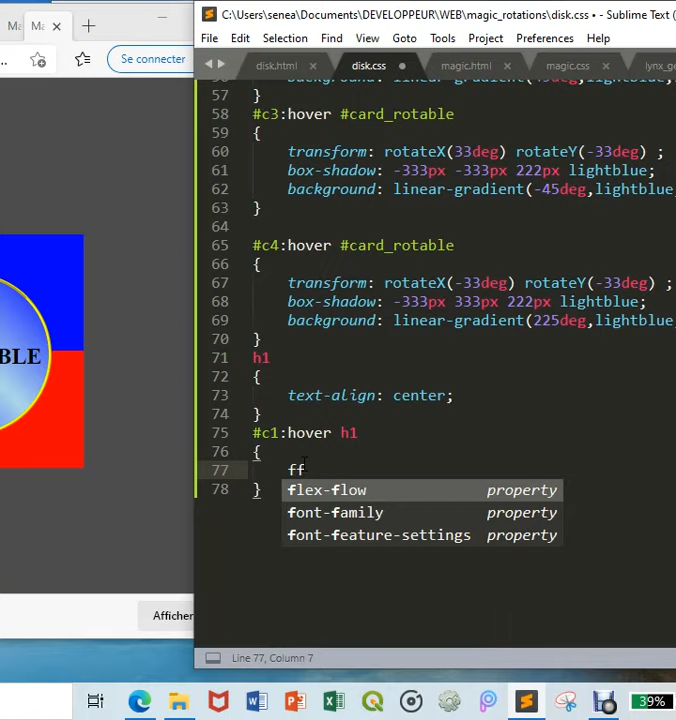 C:\Users\senea\Documents\DEVELOPPEUR\WEB\magic_rotations\disk.css • - Sublime Text (
Ma Ma ×
File Edit Selection Find View Goto Tools Project Preferences Help
... Se connecter
disk.html × disk.css • magic.html × magic.css ×
57 }
58 #c3:hover #card_rotable
59 {
60 transform: rotateX(33deg) rotateY(-33deg) ;
61 box-shadow: -333px -333px 222px lightblue;
62 background: linear-gradient(-45deg,lightblue,
63 }
64
65 #c4:hover #card_rotable
66 {
67 transform: rotateX(-33deg) rotateY(-33deg) ;
68 box-shadow: -333px 333px 222px lightblue;
69 background: linear-gradient(225deg,lightblue,
70 }
71 h1
72 {
73 text-align: center;
74 }
75 #c1:hover h1
76 {
77 ff
78 }
flex-flow property
font-family property
font-feature-settings property
BLE
Afficher
Line 77, Column 7
39%